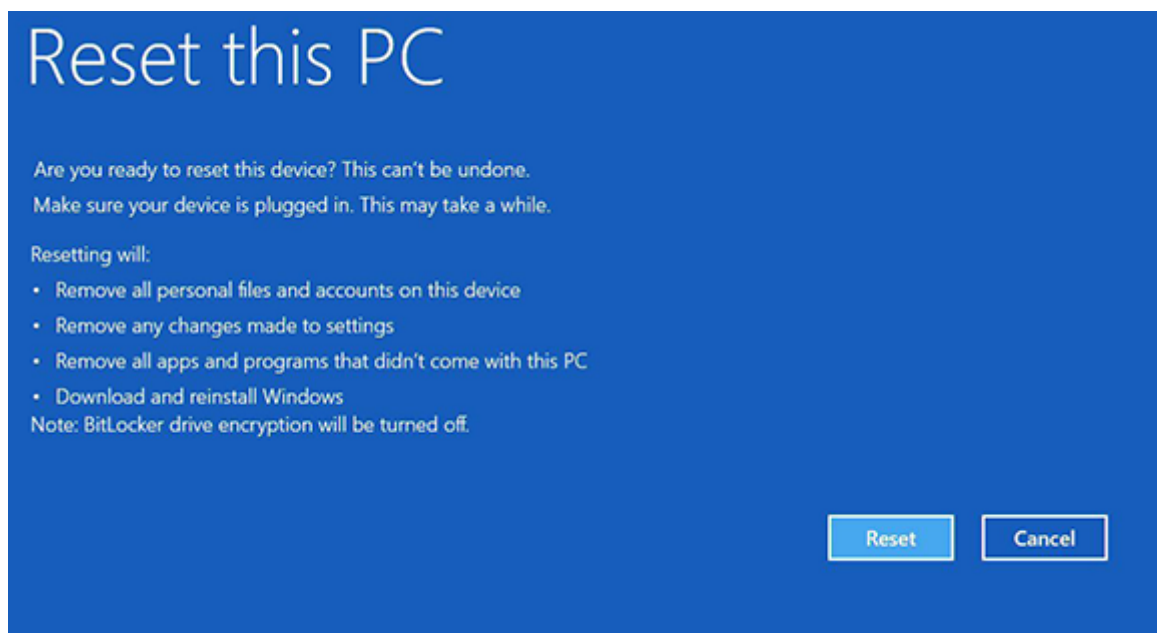 Reset this PC
Are you ready to reset this device? This can't be undone.
Make sure your device is plugged in. This may take a while.
Resetting will:
• Remove all personal files and accounts on this device
• Remove any changes made to settings
• Remove all apps and programs that didn't come with this PC
• Download and reinstall Windows
Note: BitLocker drive encryption will be turned off.
Reset Cancel